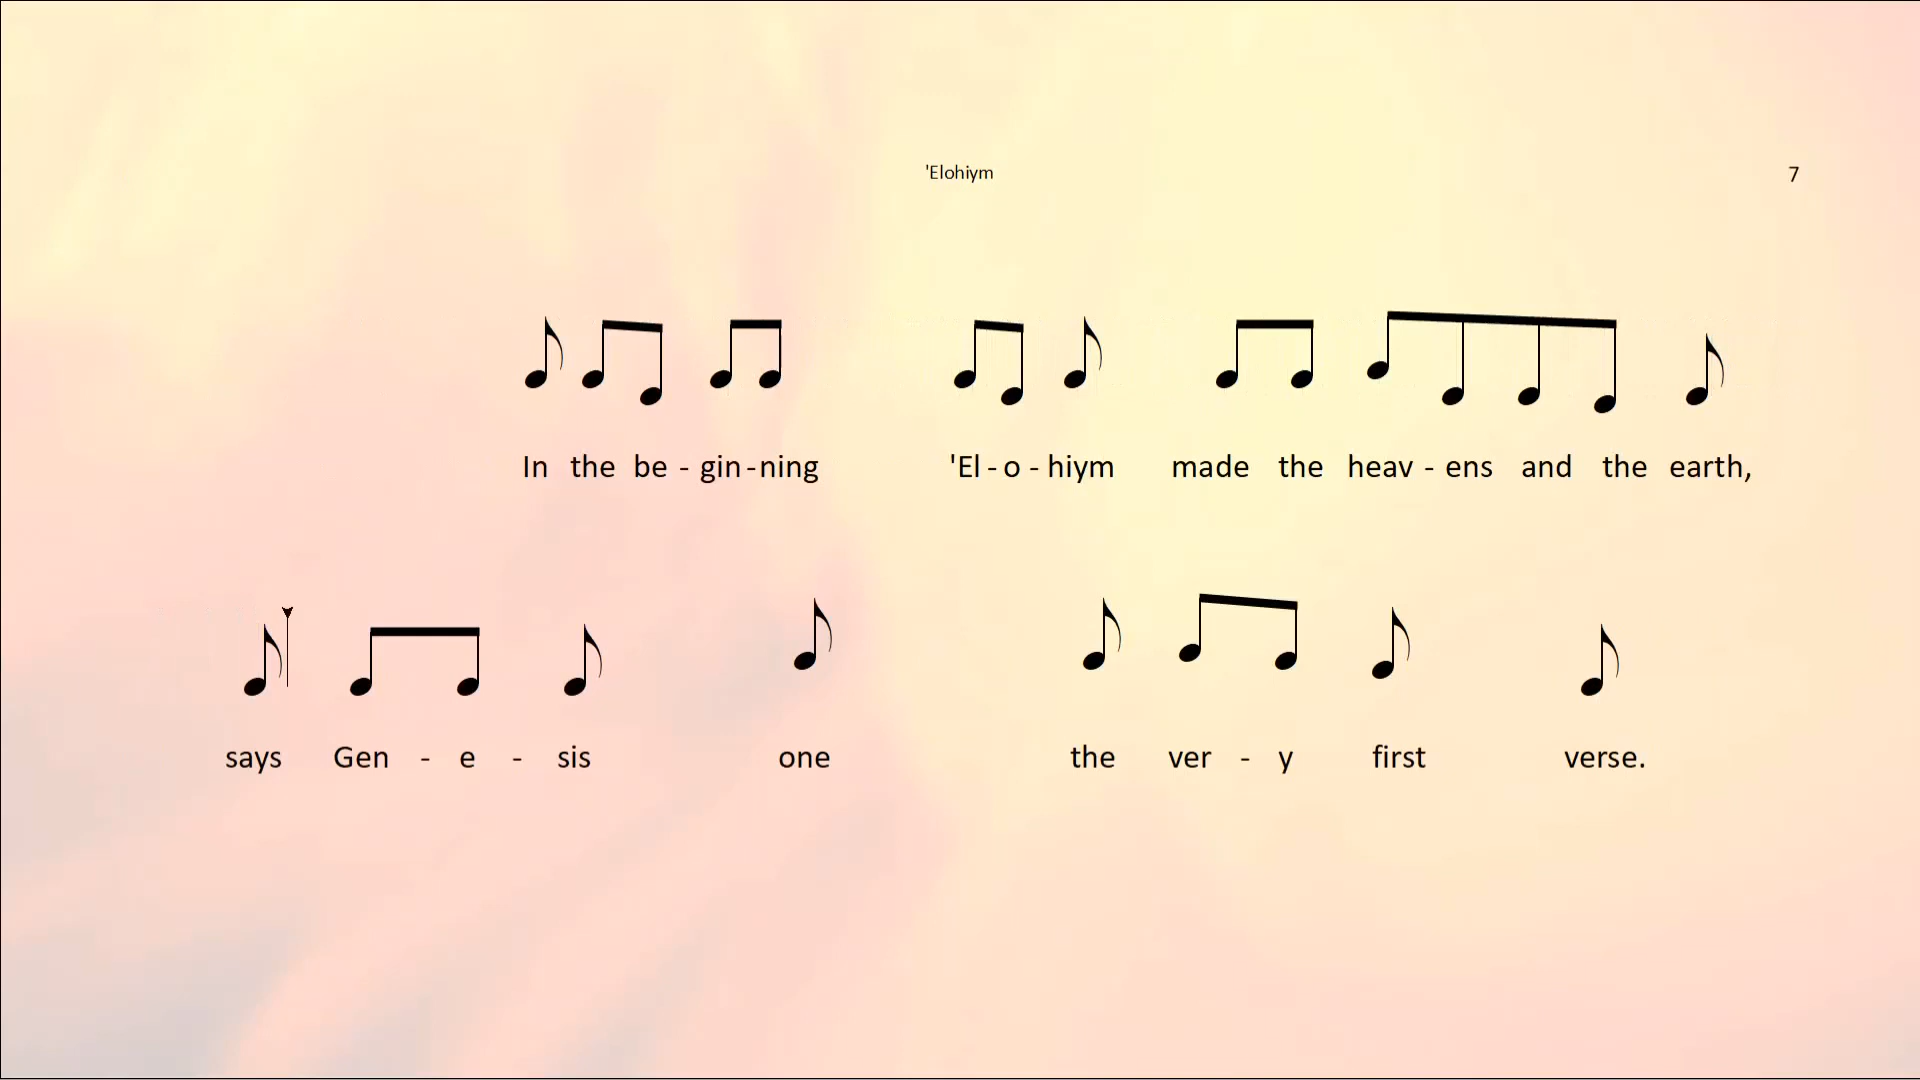 'Elohiym 7
In the be - gin - ning 'El - o - hiym made the heav - ens and the earth,
says Gen - e - sis one the ver - y first verse.